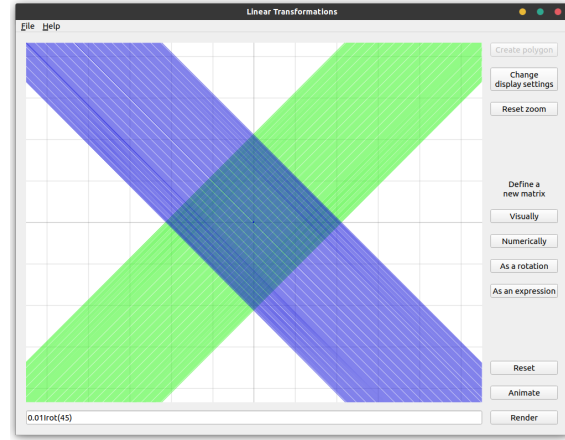 Linear Transformations
File Help
Create polygon
Change
display settings
Reset zoom
Define a
new matrix
Visually
Numerically
As a rotation
As an expression
Reset
Animate
0.01Irot(45)
Render